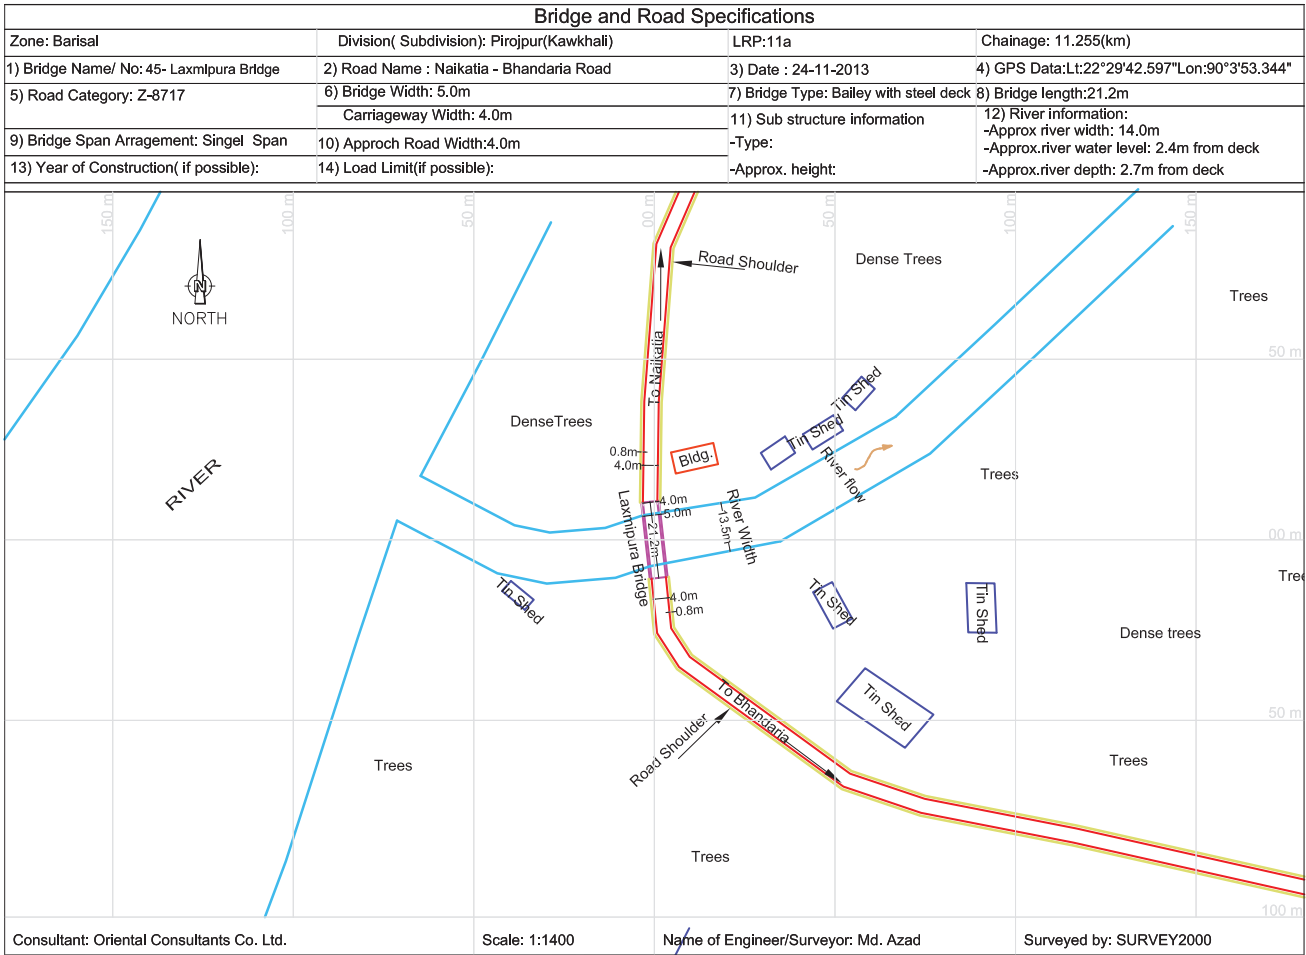 Bridge and Road Specifications
Zone: Barisal
Division( Subdivision): Pirojpur(Kawkhali)
LRP:11a
Chainage: 11.255(km)
1) Bridge Name/ No: 45- Laxmipura Bridge
2) Road Name : Naikatia - Bhandaria Road
3) Date : 24-11-2013
4) GPS Data:Lt:22°29'42.597"Lon:90°3'53.344"
5) Road Category: Z-8717
6) Bridge Width: 5.0m
Carriageway Width: 4.0m
7) Bridge Type: Bailey with steel deck
8) Bridge length:21.2m
9) Bridge Span Arragement: Singel Span
10) Approch Road Width:4.0m
11) Sub structure information
-Type:
-Approx. height:
12) River information:
-Approx river width: 14.0m
-Approx.river water level: 2.4m from deck
-Approx.river depth: 2.7m from deck
13) Year of Construction( if possible):
14) Load Limit(if possible):
150 m
100 m
50 m
00 m
50 m
100 m
150 m
N
NORTH
Road Shoulder
Dense Trees
Trees
50 m
To Naikatia
DenseTrees
Tin Shed
Tin Shed
0.8m
4.0m
Bldg.
River flow
Trees
RIVER
4.0m
5.0m
21.2m
Laxmipura Bridge
River Width
13.5m
00 m
Tree
Tin Shed
4.0m
0.8m
Tin Shed
Tin Shed
Dense trees
To Bhandaria
Tin Shed
50 m
Road Shoulder
Trees
Trees
Trees
100 m
Consultant: Oriental Consultants Co. Ltd.
Scale: 1:1400
Name of Engineer/Surveyor: Md. Azad
Surveyed by: SURVEY2000